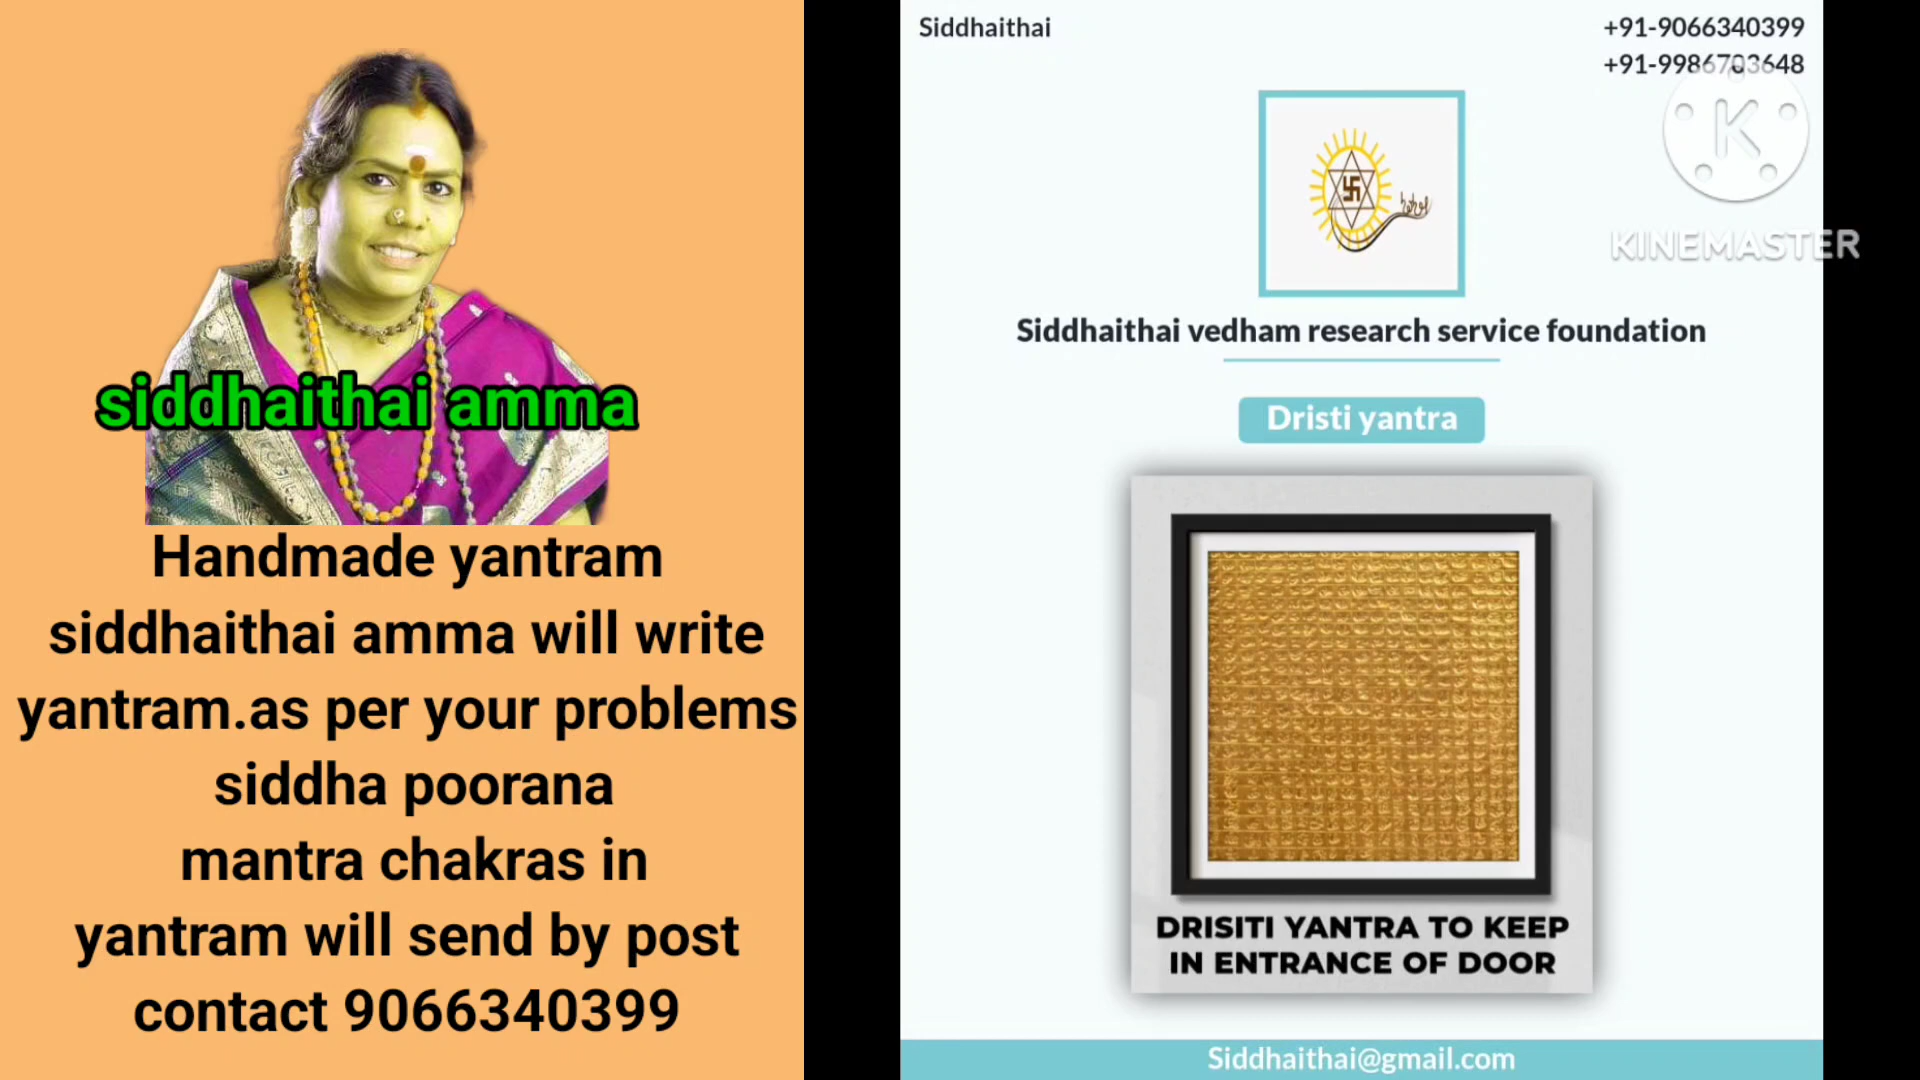 siddhaithai amma
Handmade yantram
siddhaithai amma will write
yantram.as per your problems
siddha poorana
mantra chakras in
yantram will send by post
contact 9066340399
Siddhaithai
+91-9066340399
+91-9986703648
KINEMASTER
Siddhaithai vedham research service foundation
Dristi yantra
DRISITI YANTRA TO KEEP
IN ENTRANCE OF DOOR
Siddhaithai@gmail.com